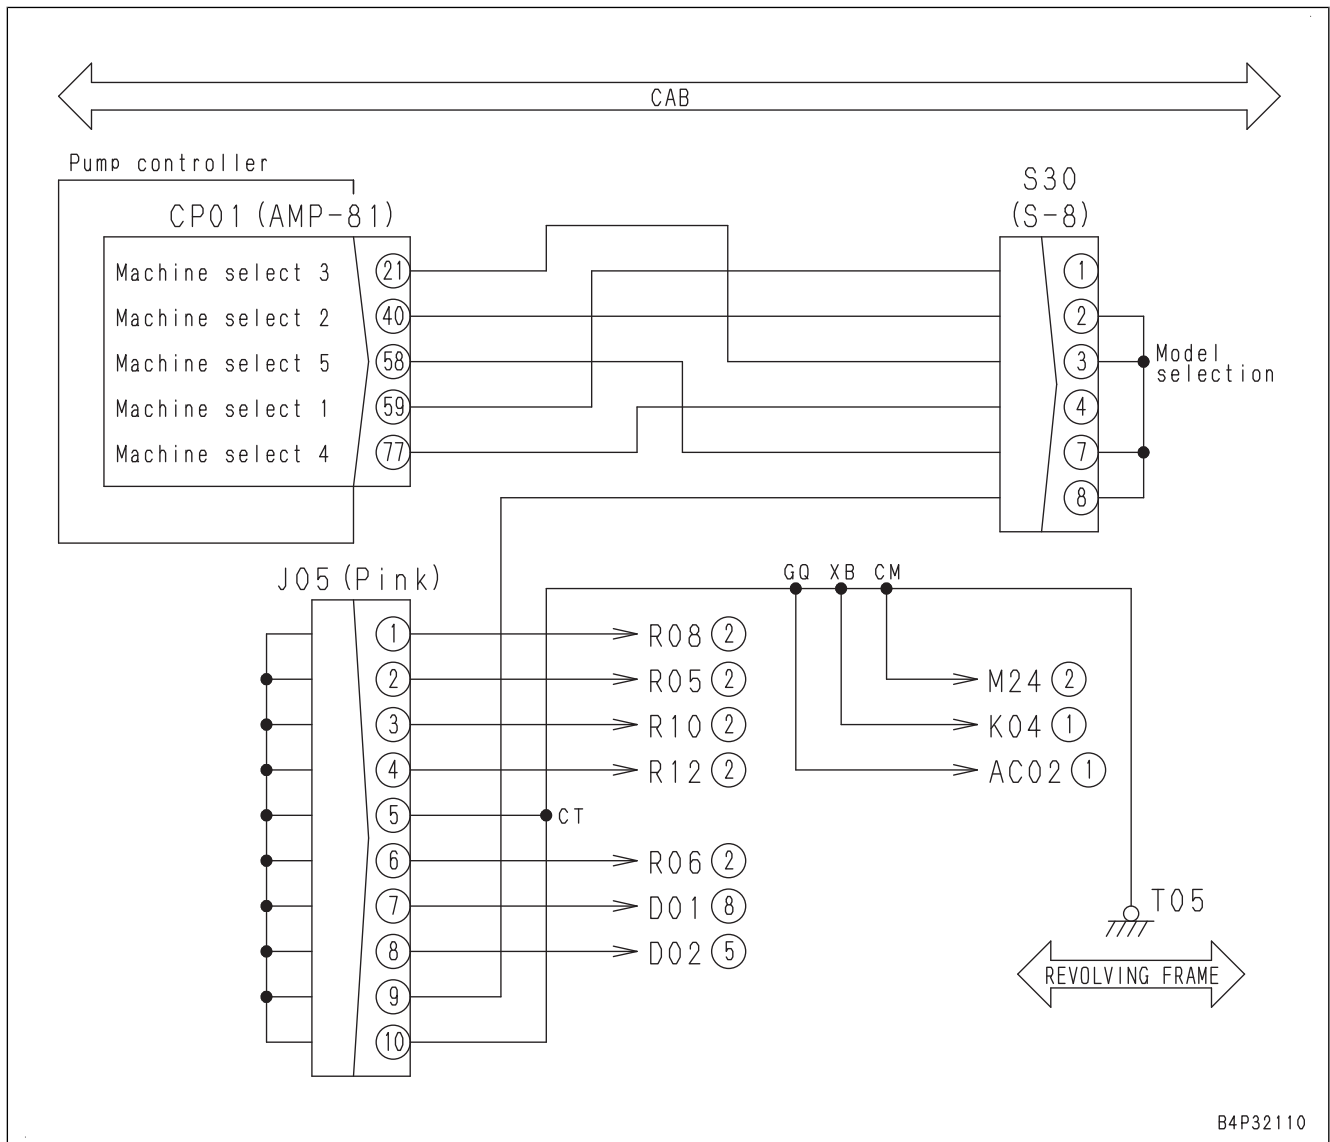 CAB
Pump controller
CP01 (AMP-81)
Machine select 3 21
Machine select 2 40
Machine select 5 58
Machine select 1 59
Machine select 4 77
S30
(S-8)
1
2
3
4
7
8
Model
selection
J05 (Pink)
GQ XB CM
1 R08 2
2 R05 2 M24 2
3 R10 2 K04 1
4 R12 2 AC02 1
5 CT
6 R06 2
7 D01 8 T05
8 D02 5
9 REVOLVING FRAME
10
B4P32110